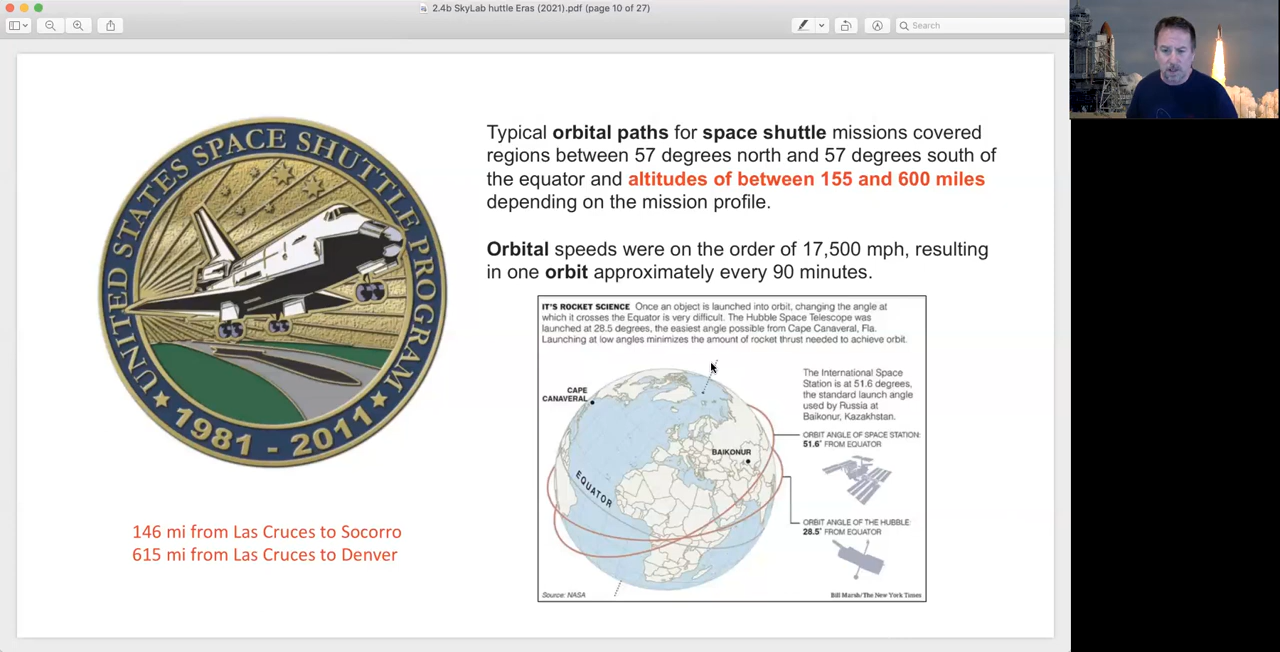 2.4b SkyLab huttle Eras (2021).pdf (page 10 of 27)
Search
UNITED STATES SPACE SHUTTLE PROGRAM
1981 - 2011
146 mi from Las Cruces to Socorro
615 mi from Las Cruces to Denver
Typical orbital paths for space shuttle missions covered
regions between 57 degrees north and 57 degrees south of
the equator and altitudes of between 155 and 600 miles
depending on the mission profile.
Orbital speeds were on the order of 17,500 mph, resulting
in one orbit approximately every 90 minutes.
IT'S ROCKET SCIENCE Once an object is launched into orbit, changing the angle at
which it crosses the Equator is very difficult. The Hubble Space Telescope was
launched at 28.5 degrees, the easiest angle possible from Cape Canaveral, Fla.
Launching at low angles minimizes the amount of rocket thrust needed to achieve orbit.
CAPE
CANAVERAL
EQUATOR
BAIKONUR
The International Space
Station is at 51.6 degrees,
the standard launch angle
used by Russia at
Baikonur, Kazakhstan.
ORBIT ANGLE OF SPACE STATION:
51.6° FROM EQUATOR
ORBIT ANGLE OF THE HUBBLE:
28.5° FROM EQUATOR
Source: NASA
Bill Marsh/The New York Times